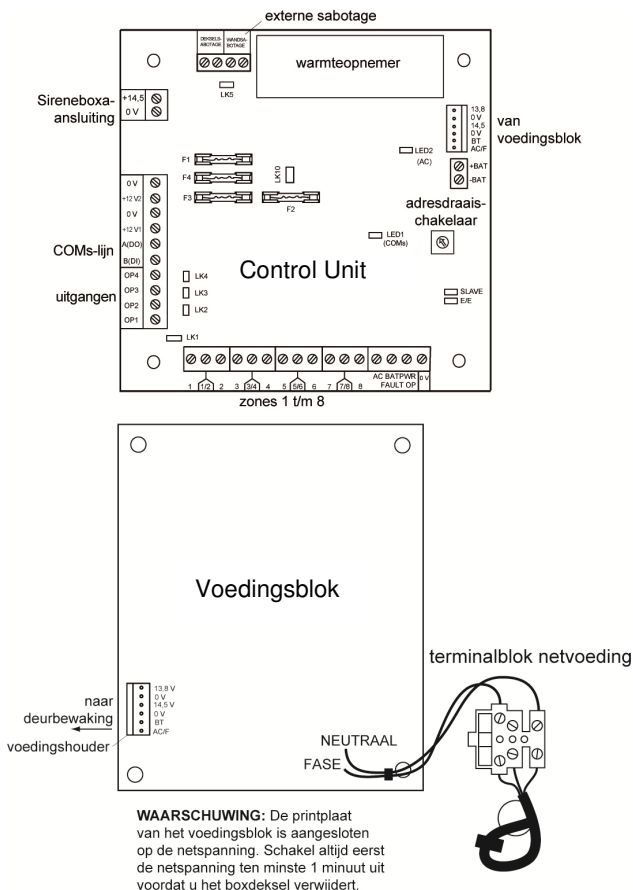 externe sabotage
DEKSELS-
ABOTAGE
WANDSA-
BOTAGE
warmteopnemer
LK5
Sireneboxa-
ansluiting
+14,5
0 V
13,8
0 V
14,5
0 V
BT
AC/F
van
voedingsblok
LED2
(AC)
+BAT
-BAT
F1
F4
F3
LK10
F2
adresdraais-
chakelaar
LED1
(COMs)
0 V
+12 V2
0 V
+12 V1
A(DO)
B(DI)
OP4
OP3
OP2
OP1
COMs-lijn
uitgangen
Control Unit
LK4
LK3
LK2
LK1
SLAVE
E/E
1 1/2 2 3 3/4 4 5 5/6 6 7 7/8 8
AC BATPWR 0 V
FAULT OP
zones 1 t/m 8
Voedingsblok
terminalblok netvoeding
13,8 V
0 V
14,5 V
0 V
BT
AC/F
naar
deurbewaking
voedingshouder
NEUTRAAL
FASE
WAARSCHUWING: De printplaat
van het voedingsblok is aangesloten
op de netspanning. Schakel altijd eerst
de netspanning ten minste 1 minuut uit
voordat u het boxdeksel verwijdert.